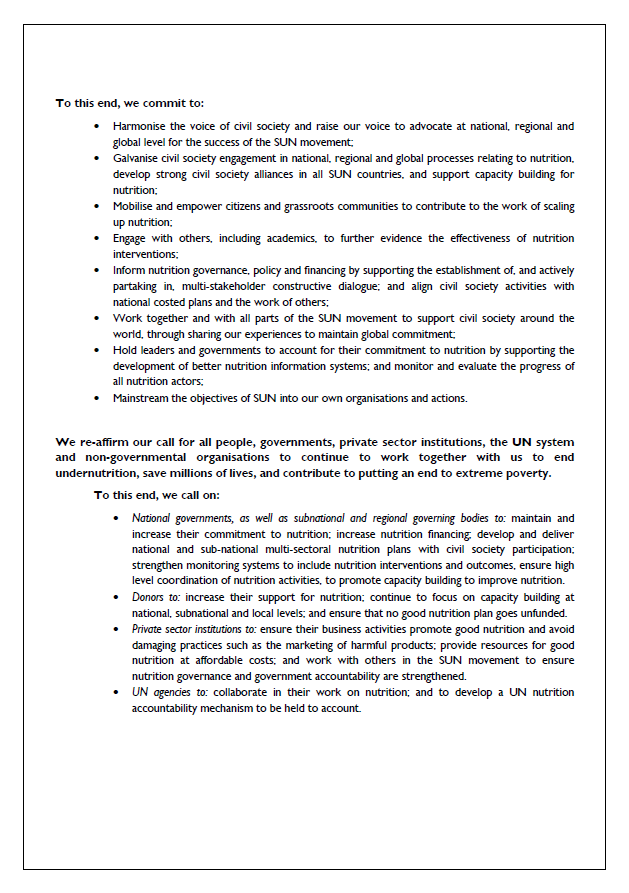 To this end, we commit to:
• Harmonise the voice of civil society and raise our voice to advocate at national, regional and
global level for the success of the SUN movement;
• Galvanise civil society engagement in national, regional and global processes relating to nutrition,
develop strong civil society alliances in all SUN countries, and support capacity building for
nutrition;
• Mobilise and empower citizens and grassroots communities to contribute to the work of scaling
up nutrition;
• Engage with others, including academics, to further evidence the effectiveness of nutrition
interventions;
• Inform nutrition governance, policy and financing by supporting the establishment of, and actively
partaking in, multi-stakeholder constructive dialogue; and align civil society activities with
national costed plans and the work of others;
• Work together and with all parts of the SUN movement to support civil society around the
world, through sharing our experiences to maintain global commitment;
• Hold leaders and governments to account for their commitment to nutrition by supporting the
development of better nutrition information systems; and monitor and evaluate the progress of
all nutrition actors;
• Mainstream the objectives of SUN into our own organisations and actions.
We re-affirm our call for all people, governments, private sector institutions, the UN system
and non-governmental organisations to continue to work together with us to end
undernutrition, save millions of lives, and contribute to putting an end to extreme poverty.
To this end, we call on:
• National governments, as well as subnational and regional governing bodies to: maintain and
increase their commitment to nutrition; increase nutrition financing; develop and deliver
national and sub-national multi-sectoral nutrition plans with civil society participation;
strengthen monitoring systems to include nutrition interventions and outcomes, ensure high
level coordination of nutrition activities, to promote capacity building to improve nutrition.
• Donors to: increase their support for nutrition; continue to focus on capacity building at
national, subnational and local levels; and ensure that no good nutrition plan goes unfunded.
• Private sector institutions to: ensure their business activities promote good nutrition and avoid
damaging practices such as the marketing of harmful products; provide resources for good
nutrition at affordable costs; and work with others in the SUN movement to ensure
nutrition governance and government accountability are strengthened.
• UN agencies to: collaborate in their work on nutrition; and to develop a UN nutrition
accountability mechanism to be held to account.